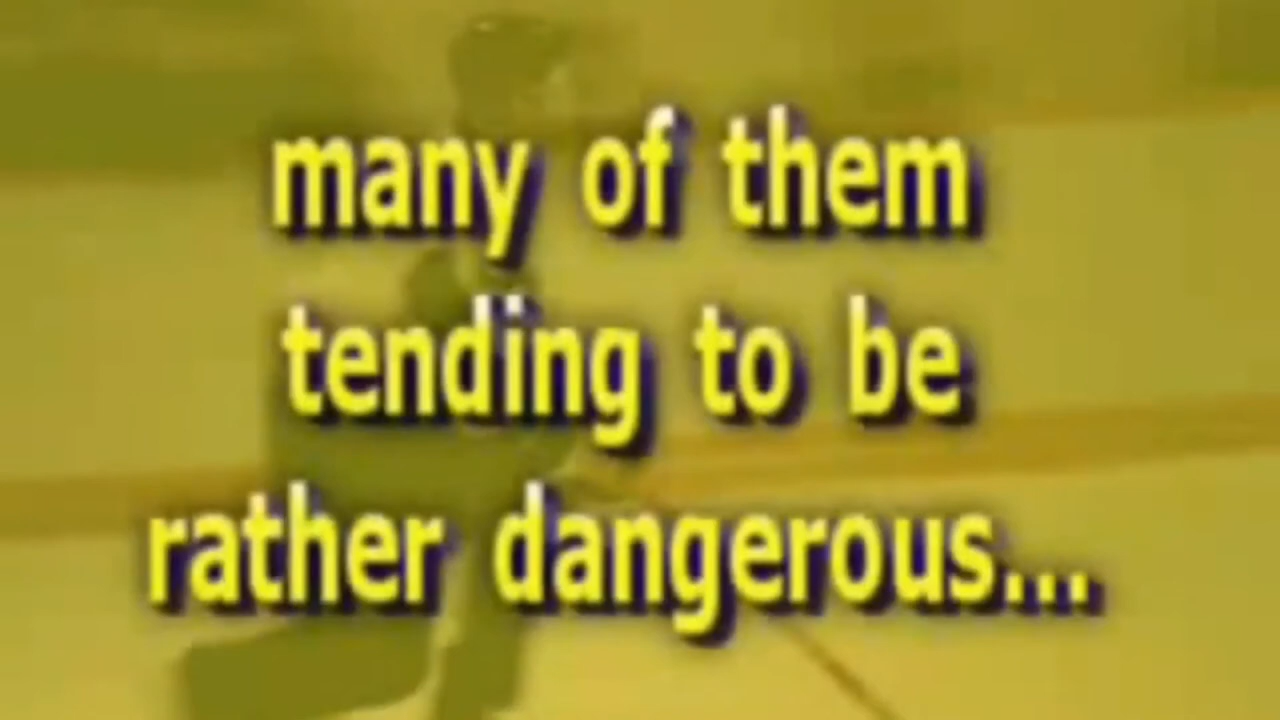 many of them
tending to be
rather dangerous...